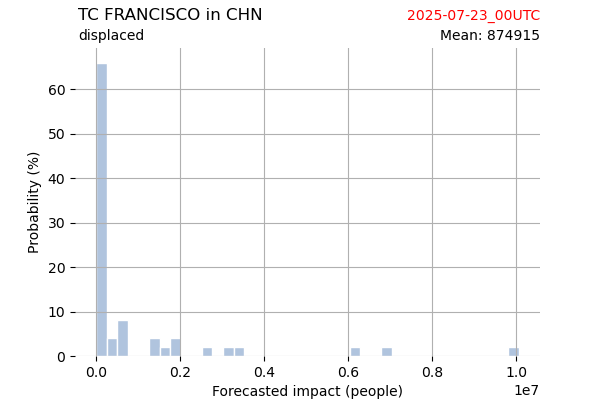 TC FRANCISCO in CHN
2025-07-23_00UTC
displaced
Mean: 874915
Probability (%)
60
50
40
30
20
10
0
0.0 0.2 0.4 0.6 0.8 1.0
1e7
Forecasted impact (people)